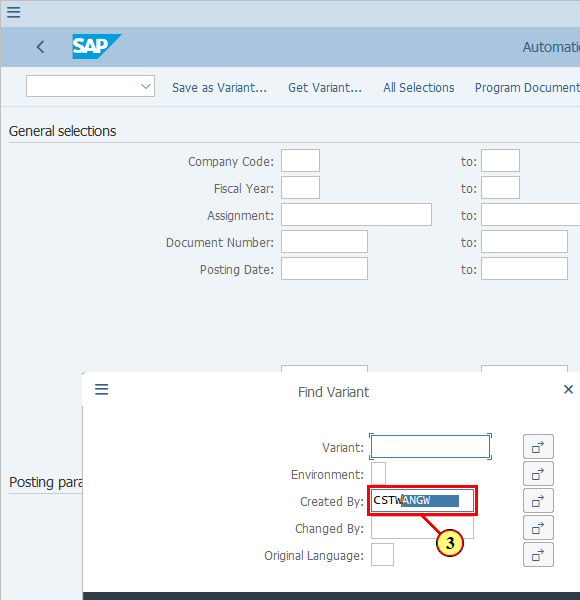 SAP
Automatic
Save as Variant... Get Variant... All Selections Program Document
General selections
Company Code: to:
Fiscal Year: to:
Assignment: to:
Document Number: to:
Posting Date: to:
Find Variant
Variant:
Environment:
Posting para
Created By: CSTWANGW
3
Changed By:
Original Language: